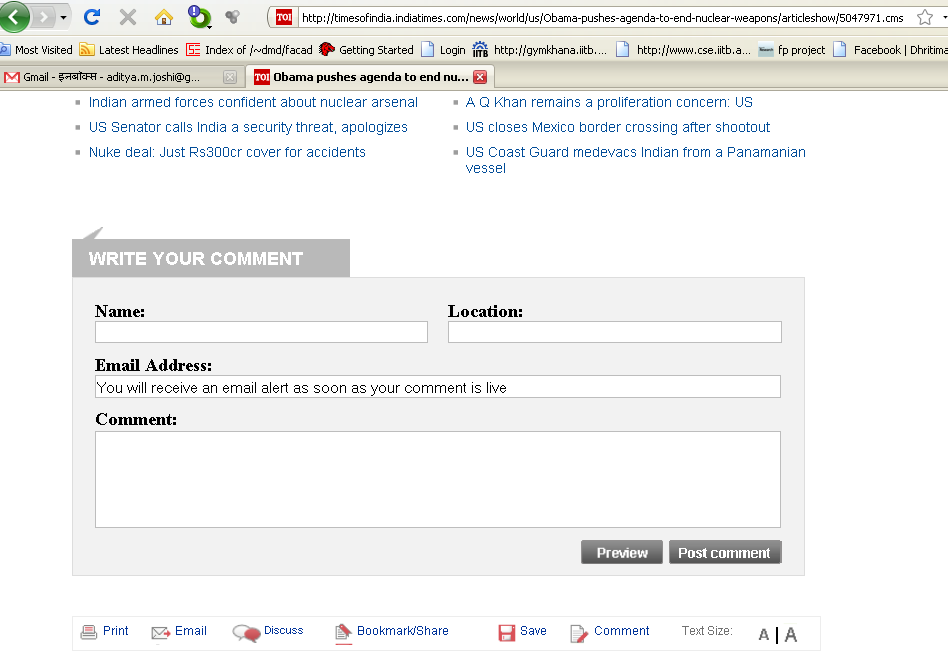 TOI http://timesofindia.indiatimes.com/news/world/us/Obama-pushes-agenda-to-end-nuclear-weapons/articleshow/5047971.cms
Most Visited Latest Headlines Index of /~dmd/facad Getting Started Login http://gymkhana.iitb.... http://www.cse.iitb.a... fp project Facebook | Dhritima
Gmail - इनबॉक्स - aditya.m.joshi@g... TOI Obama pushes agenda to end nu...
Indian armed forces confident about nuclear arsenal
US Senator calls India a security threat, apologizes
Nuke deal: Just Rs300cr cover for accidents
A Q Khan remains a proliferation concern: US
US closes Mexico border crossing after shootout
US Coast Guard medevacs Indian from a Panamanian
vessel
WRITE YOUR COMMENT
Name: Location:
Email Address:
You will receive an email alert as soon as your comment is live
Comment:
Preview Post comment
Print Email Discuss Bookmark/Share Save Comment Text Size: A | A